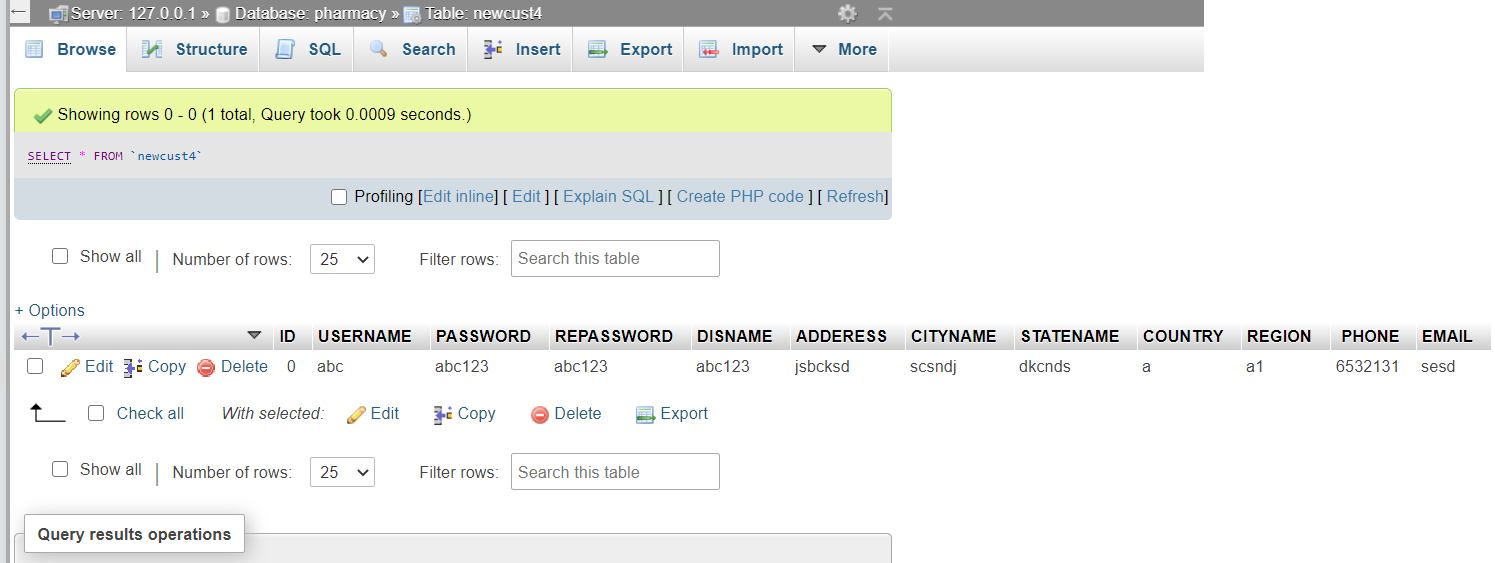 Server: 127.0.0.1 » Database: pharmacy » Table: newcust4
Browse Structure SQL Search Insert Export Import More
Showing rows 0 - 0 (1 total, Query took 0.0009 seconds.)
SELECT * FROM `newcust4`
Profiling [Edit inline] [ Edit ] [ Explain SQL ] [ Create PHP code ] [ Refresh]
Show all | Number of rows: 25 Filter rows: Search this table
+ Options
←T→ ID USERNAME PASSWORD REPASSWORD DISNAME ADDERESS CITYNAME STATENAME COUNTRY REGION PHONE EMAIL
Edit Copy Delete 0 abc abc123 abc123 abc123 jsbcksd scsndj dkcnds a a1 6532131 sesd
Check all With selected: Edit Copy Delete Export
Show all | Number of rows: 25 Filter rows: Search this table
Query results operations